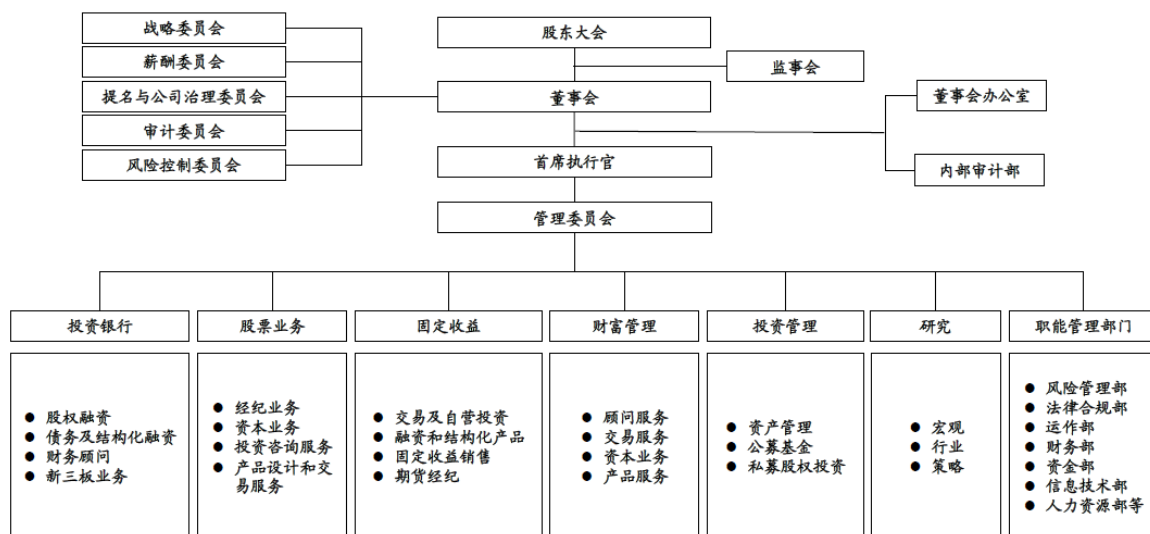 战略委员会
薪酬委员会
提名与公司治理委员会
审计委员会
风险控制委员会
股东大会
监事会
董事会
董事会办公室
内部审计部
首席执行官
管理委员会
投资银行
● 股权融资
● 债务及结构化融资
● 财务顾问
● 新三板业务
股票业务
● 经纪业务
● 资本业务
● 投资咨询服务
● 产品设计和交
易服务
固定收益
● 交易及自营投资
● 融资和结构化产品
● 固定收益销售
● 期货经纪
财富管理
● 顾问服务
● 交易服务
● 资本业务
● 产品服务
投资管理
● 资产管理
● 公募基金
● 私募股权投资
研究
● 宏观
● 行业
● 策略
职能管理部门
● 风险管理部
● 法律合规部
● 运作部
● 财务部
● 资金部
● 信息技术部
● 人力资源部等